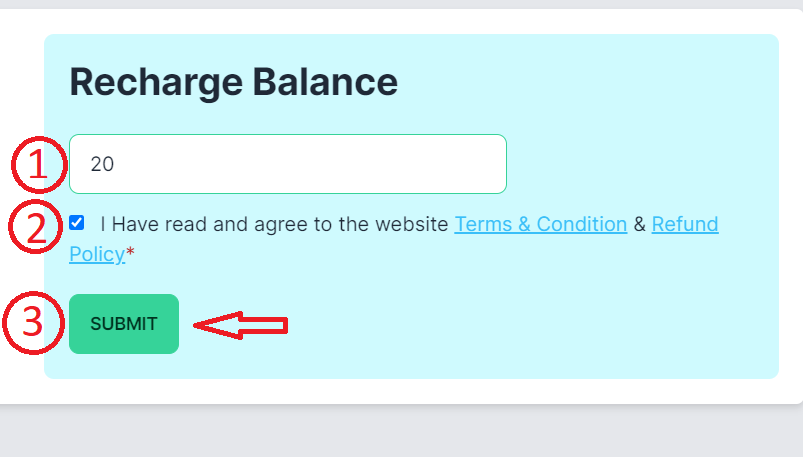 Recharge Balance
1 20
2 I Have read and agree to the website Terms & Condition & Refund
Policy*
3 SUBMIT